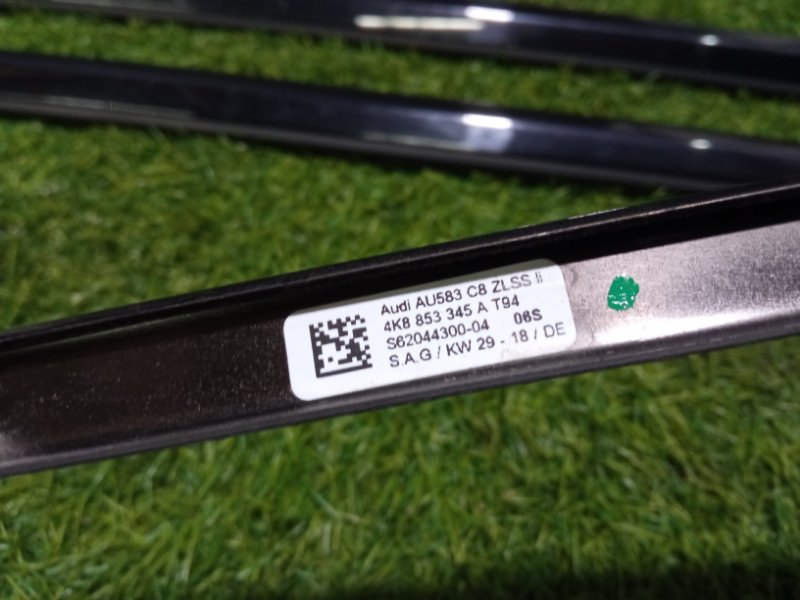 Audi AU583 C8 ZLSS li
4K8 853 345 A T94
S62044300-04 06S
S.A.G / KW 29 - 18 / DE